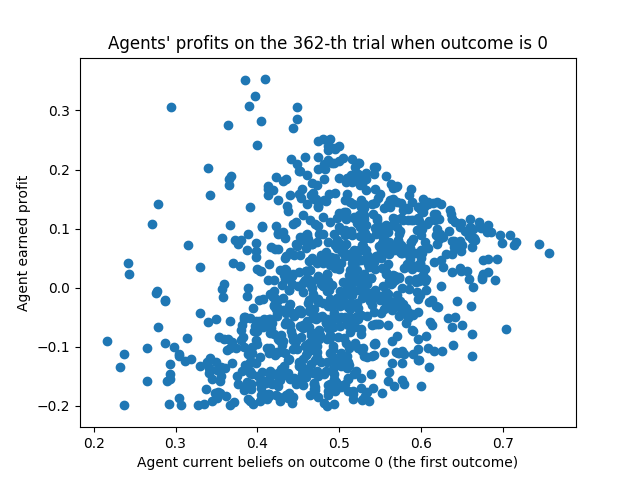 Agents' profits on the 362-th trial when outcome is 0
Agent earned profit
0.3
0.2
0.1
0.0
−0.1
−0.2
0.2 0.3 0.4 0.5 0.6 0.7
Agent current beliefs on outcome 0 (the first outcome)